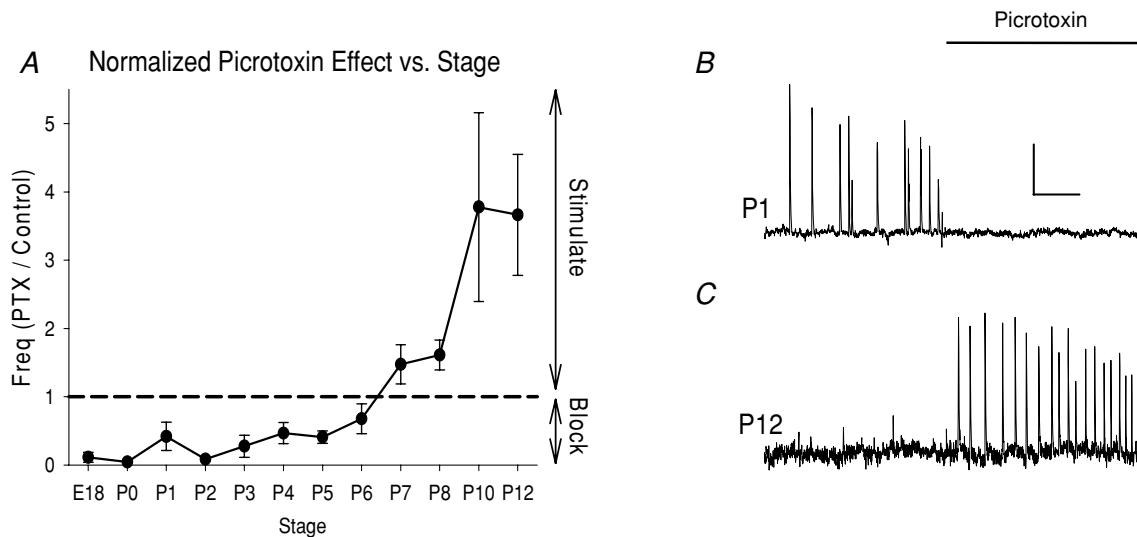 A Normalized Picrotoxin Effect vs. Stage
Freq (PTX / Control)
5
4
3
2
1
0
E18 P0 P1 P2 P3 P4 P5 P6 P7 P8 P10 P12
Stage
Stimulate
Block
Picrotoxin
B
P1
C
P12